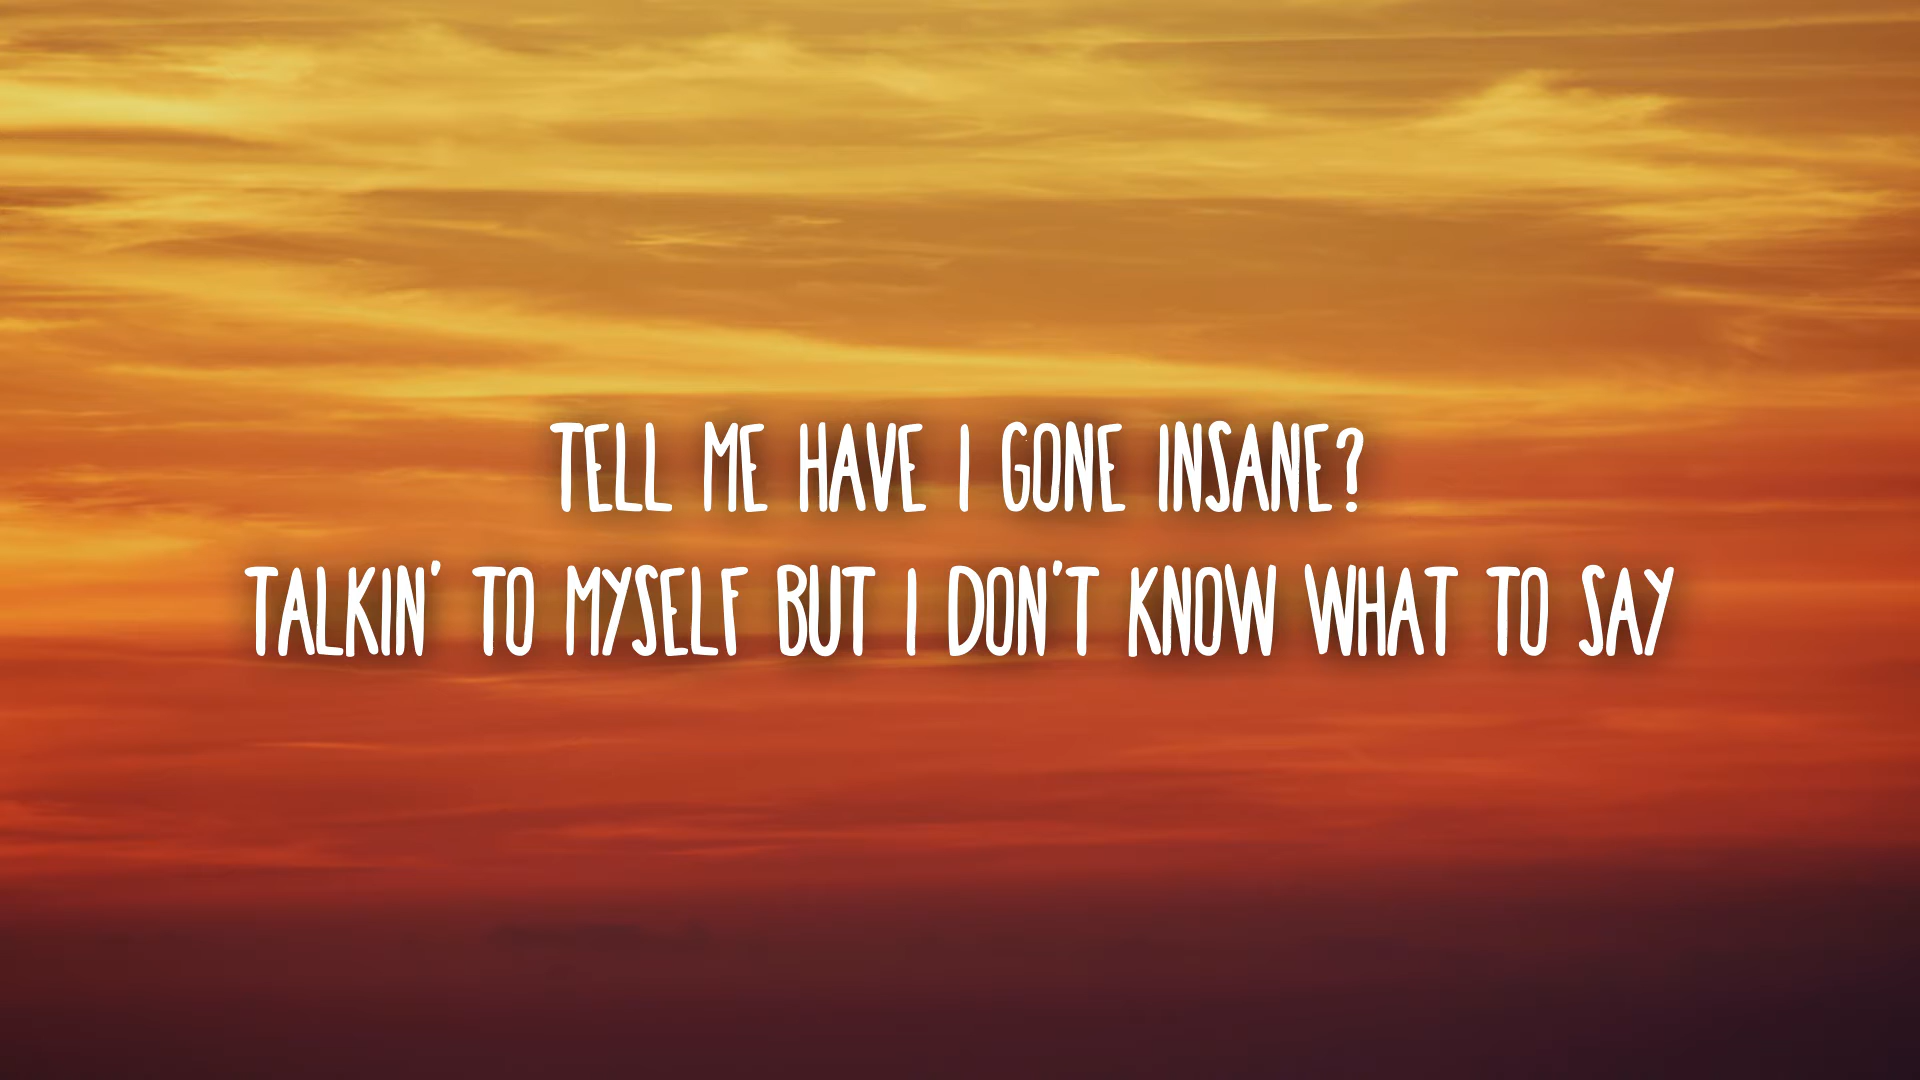 TELL ME HAVE I GONE INSANE?
TALKIN' TO MYSELF BUT I DON'T KNOW WHAT TO SAY